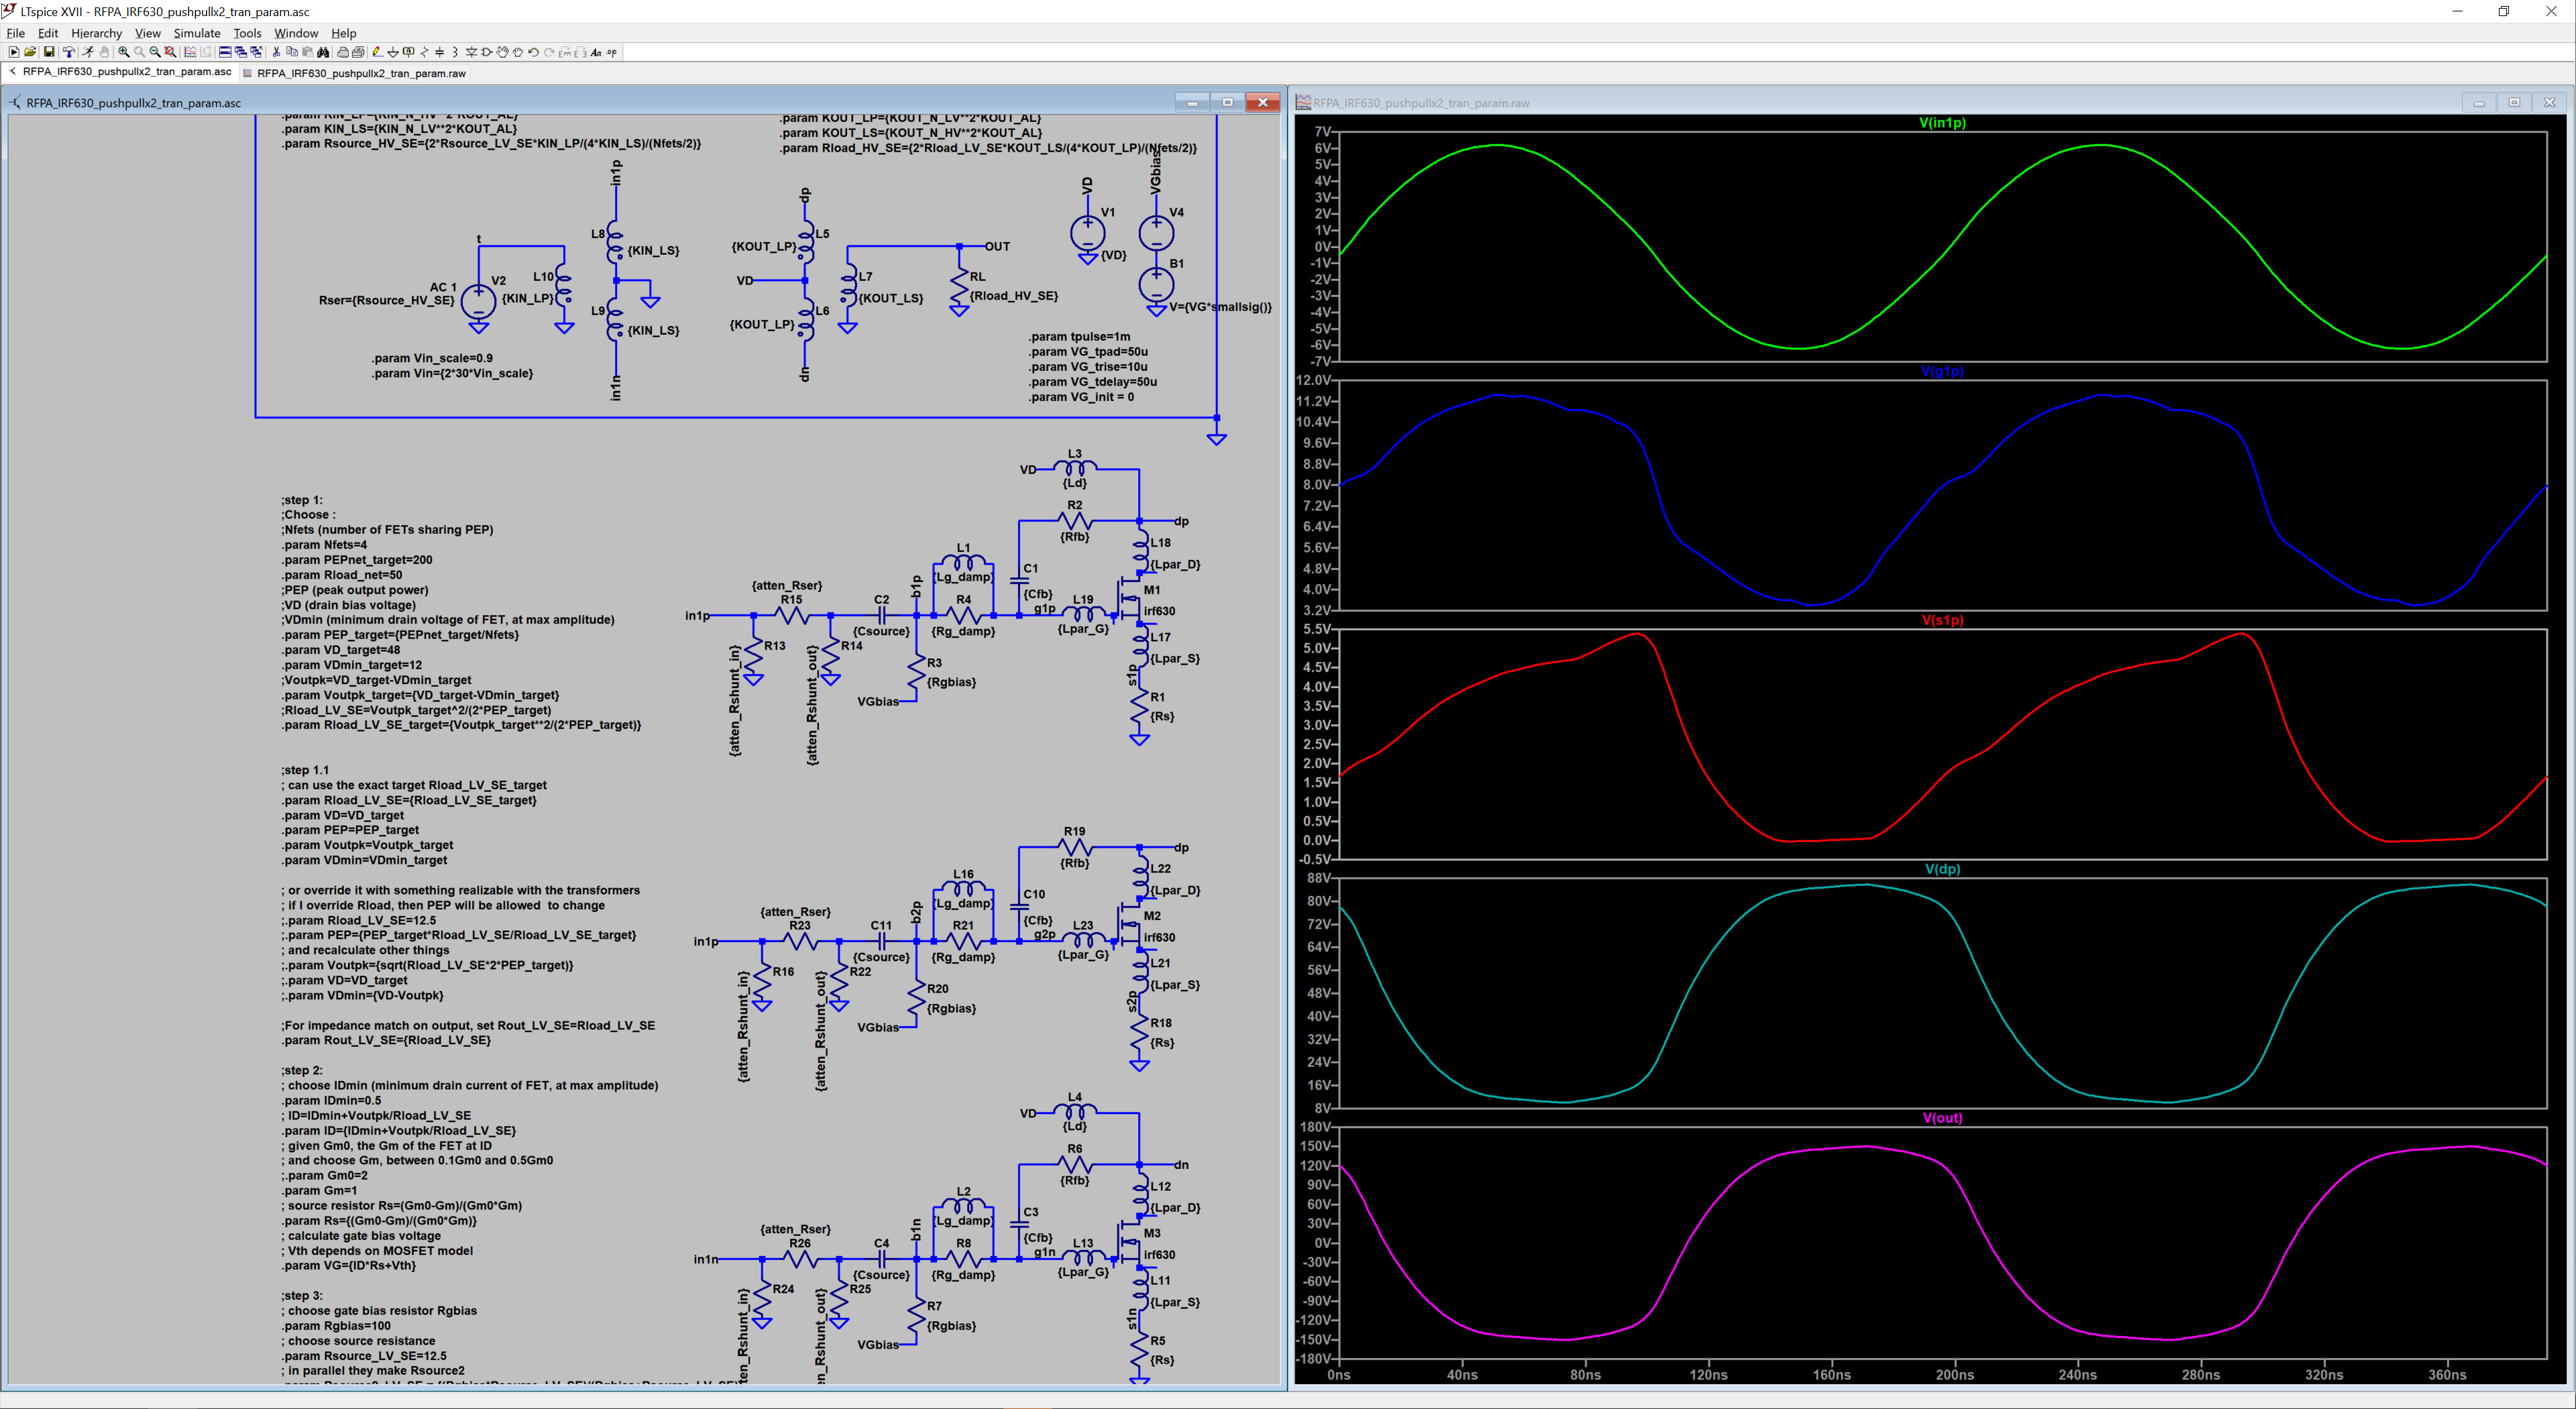 LTspice XVII - RFPA_IRF630_pushpullx2_tran_param.asc
File Edit Hierarchy View Simulate Tools Window Help
RFPA_IRF630_pushpullx2_tran_param.asc
RFPA_IRF630_pushpullx2_tran_param.raw
RFPA_IRF630_pushpullx2_tran_param.asc
.param KIN_LP={KIN_N_HV**2*KOUT_AL}
.param KIN_LS={KIN_N_LV**2*KOUT_AL}
.param Rsource_HV_SE={2*Rsource_LV_SE*KIN_LP/(4*KIN_LS)/(Nfets/2)}
.param KOUT_LP={KOUT_N_LV**2*KOUT_AL}
.param KOUT_LS={KOUT_N_HV**2*KOUT_AL}
.param Rload_HV_SE={2*Rload_LV_SE*KOUT_LS/(4*KOUT_LP)/(Nfets/2)}
t
AC 1
V2
Rser={Rsource_HV_SE}
L10
{KIN_LP}
in1p
L8
{KIN_LS}
L9
{KIN_LS}
in1n
.param Vin_scale=0.9
.param Vin={2*30*Vin_scale}
dp
L5
{KOUT_LP}
VD
L6
{KOUT_LP}
dn
L7
{KOUT_LS}
OUT
RL
{Rload_HV_SE}
VD
V1
{VD}
VGbias
V4
B1
V={VG*smallsig()}
.param tpulse=1m
.param VG_tpad=50u
.param VG_trise=10u
.param VG_tdelay=50u
.param VG_init = 0
;step 1:
;Choose :
;Nfets (number of FETs sharing PEP)
.param Nfets=4
.param PEPnet_target=200
.param Rload_net=50
;PEP (peak output power)
;VD (drain bias voltage)
;VDmin (minimum drain voltage of FET, at max amplitude)
.param PEP_target={PEPnet_target/Nfets}
.param VD_target=48
.param VDmin_target=12
;Voutpk=VD_target-VDmin_target
.param Voutpk_target={VD_target-VDmin_target}
;Rload_LV_SE=Voutpk_target^2/(2*PEP_target)
.param Rload_LV_SE_target={Voutpk_target**2/(2*PEP_target)}
;step 1.1
; can use the exact target Rload_LV_SE_target
.param Rload_LV_SE={Rload_LV_SE_target}
.param VD=VD_target
.param PEP=PEP_target
.param Voutpk=Voutpk_target
.param VDmin=VDmin_target
; or override it with something realizable with the transformers
; if I override Rload, then PEP will be allowed  to change
;.param Rload_LV_SE=12.5
;.param PEP={PEP_target*Rload_LV_SE/Rload_LV_SE_target}
; and recalculate other things
;.param Voutpk={sqrt(Rload_LV_SE*2*PEP_target)}
;.param VD=VD_target
;.param VDmin={VD-Voutpk}
;For impedance match on output, set Rout_LV_SE=Rload_LV_SE
.param Rout_LV_SE={Rload_LV_SE}
;step 2:
; choose IDmin (minimum drain current of FET, at max amplitude)
.param IDmin=0.5
; ID=IDmin+Voutpk/Rload_LV_SE
.param ID={IDmin+Voutpk/Rload_LV_SE}
; given Gm0, the Gm of the FET at ID
; and choose Gm, between 0.1Gm0 and 0.5Gm0
;.param Gm0=2
.param Gm=1
; source resistor Rs=(Gm0-Gm)/(Gm0*Gm)
.param Rs={(Gm0-Gm)/(Gm0*Gm)}
; calculate gate bias voltage
; Vth depends on MOSFET model
.param VG={ID*Rs+Vth}
;step 3:
; choose gate bias resistor Rgbias
.param Rgbias=100
; choose source resistance
.param Rsource_LV_SE=12.5
; in parallel they make Rsource2
VD
L3
{Ld}
R2
{Rfb}
dp
L18
{Lpar_D}
L1
{Lg_damp}
C1
{Cfb}
M1
irf630
{atten_Rser}
R15
in1p
C2
{Csource}
b1p
R4
{Rg_damp}
g1p
L19
{Lpar_G}
R13
{atten_Rshunt_in}
R14
{atten_Rshunt_out}
R3
{Rgbias}
VGbias
L17
{Lpar_S}
s1p
R1
{Rs}
R19
{Rfb}
dp
L22
{Lpar_D}
L16
{Lg_damp}
C10
{Cfb}
M2
irf630
{atten_Rser}
R23
in1p
C11
{Csource}
b2p
R21
{Rg_damp}
g2p
L23
{Lpar_G}
R16
{atten_Rshunt_in}
R22
{atten_Rshunt_out}
R20
{Rgbias}
VGbias
L21
{Lpar_S}
s2p
R18
{Rs}
VD
L4
{Ld}
R6
{Rfb}
dn
L12
{Lpar_D}
L2
{Lg_damp}
C3
{Cfb}
M3
irf630
{atten_Rser}
R26
in1n
C4
{Csource}
b1n
R8
{Rg_damp}
g1n
L13
{Lpar_G}
R24
R25
R7
{Rgbias}
VGbias
L11
{Lpar_S}
s1n
R5
{Rs}
RFPA_IRF630_pushpullx2_tran_param.raw
V(in1p)
7V
6V
5V
4V
3V
2V
1V
0V
-1V
-2V
-3V
-4V
-5V
-6V
-7V
V(g1p)
12.0V
11.2V
10.4V
9.6V
8.8V
8.0V
7.2V
6.4V
5.6V
4.8V
4.0V
3.2V
V(s1p)
5.5V
5.0V
4.5V
4.0V
3.5V
3.0V
2.5V
2.0V
1.5V
1.0V
0.5V
0.0V
-0.5V
V(dp)
88V
80V
72V
64V
56V
48V
40V
32V
24V
16V
8V
V(out)
180V
150V
120V
90V
60V
30V
0V
-30V
-60V
-90V
-120V
-150V
-180V
0ns 40ns 80ns 120ns 160ns 200ns 240ns 280ns 320ns 360ns